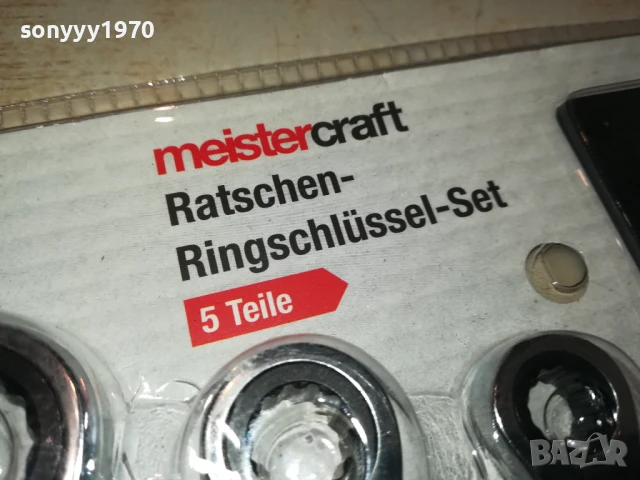 sonyyy1970
meistercraft
Ratschen-
Ringschlüssel-Set
5 Teile
BAZAR